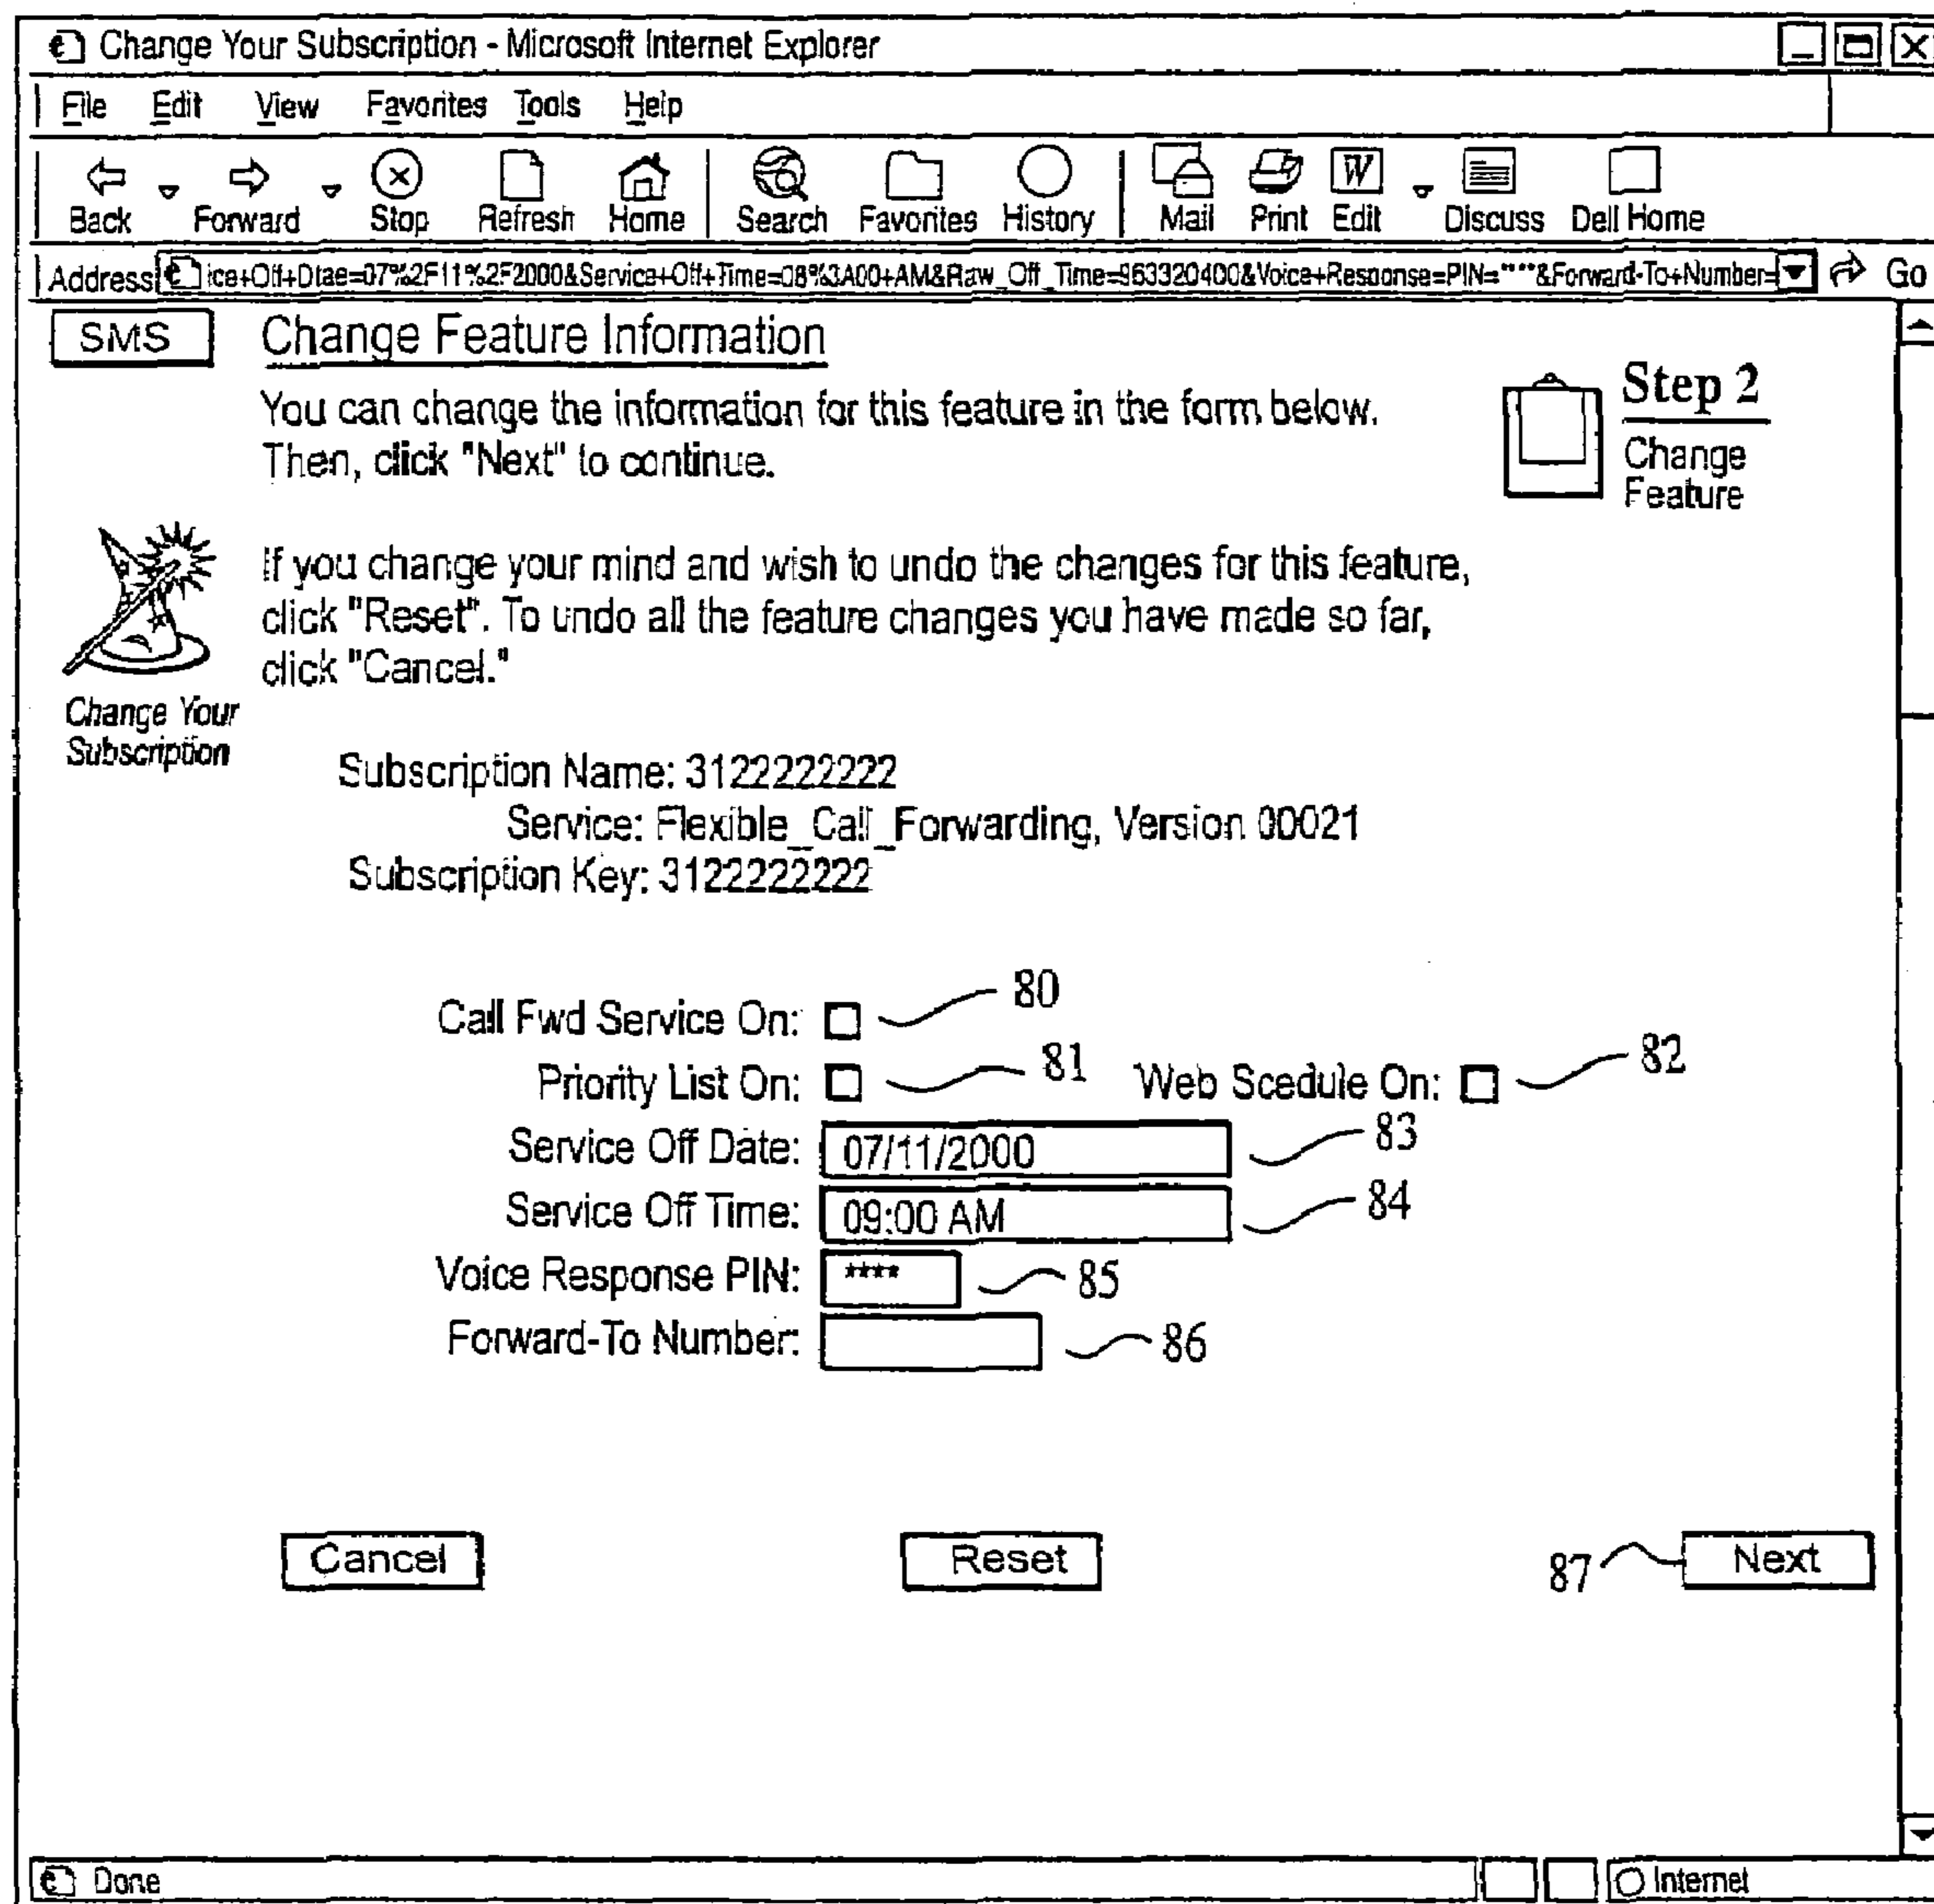 Change Your Subscription - Microsoft Internet Explorer
File Edit View Favorites Tools Help
Back Forward Stop Refresh Home Search Favorites History Mail Print Edit Discuss Dell Home
Address ice+Off+Dtae=07%2F11%2F2000&Service+Off+Time=08%3A00+AM&Raw_Off_Time=963320400&Voice+Response=PIN=****&Forward-To+Number= Go
SMS Change Feature Information
You can change the information for this feature in the form below.
Then, click "Next" to continue.
Step 2
Change
Feature
If you change your mind and wish to undo the changes for this feature,
click "Reset". To undo all the feature changes you have made so far,
click "Cancel."
Change Your
Subscription
Subscription Name: 3122222222
Service: Flexible_Call_Forwarding, Version 00021
Subscription Key: 3122222222
Call Fwd Service On: 80
Priority List On: 81 Web Scedule On: 82
Service Off Date: 07/11/2000 83
Service Off Time: 09:00 AM 84
Voice Response PIN: **** 85
Forward-To Number: 86
Cancel Reset 87 Next
Done Internet